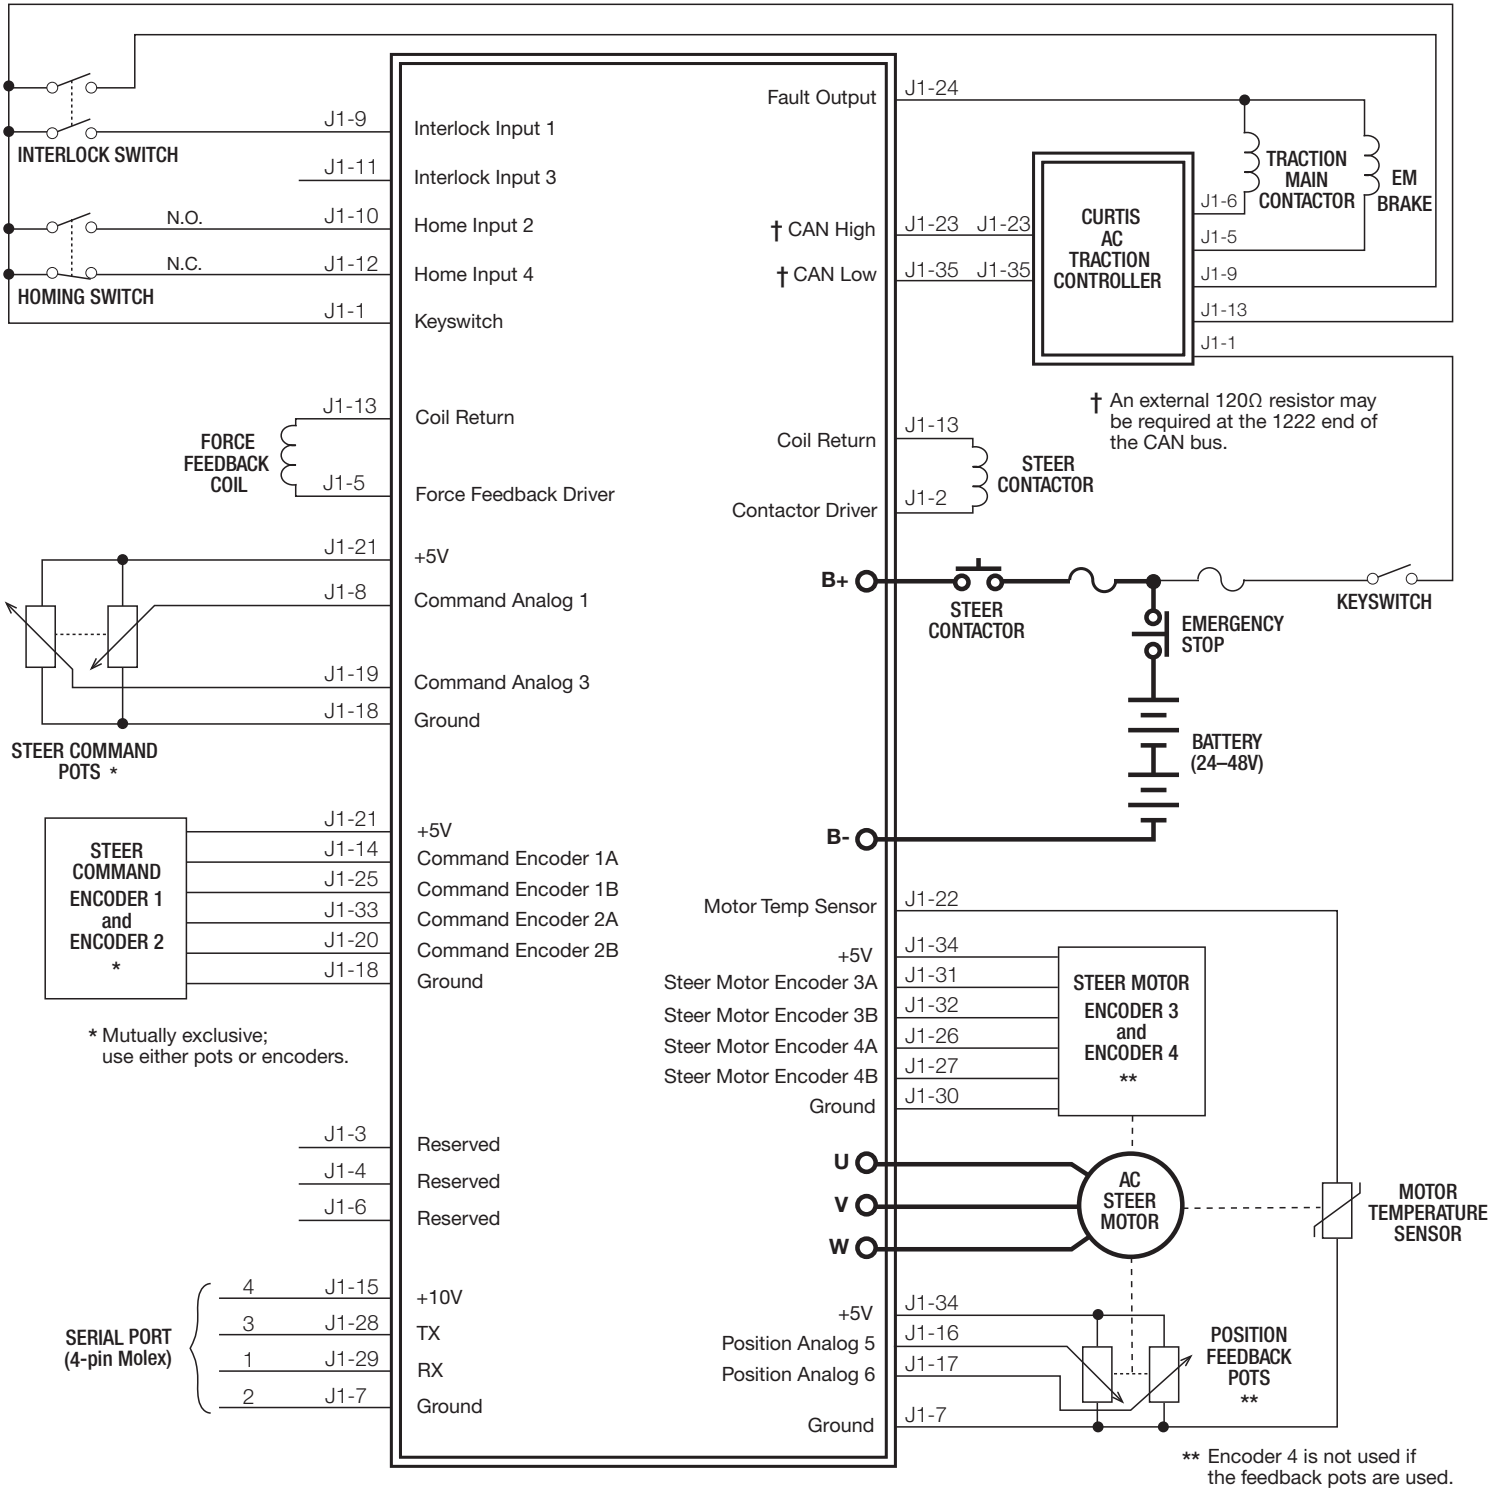 J1-9
Interlock Input 1
INTERLOCK SWITCH
J1-11
Interlock Input 3
N.O.
J1-10
Home Input 2
N.C.
J1-12
Home Input 4
HOMING SWITCH
J1-1
Keyswitch
J1-13
Coil Return
FORCE
FEEDBACK
COIL
J1-5
Force Feedback Driver
J1-21
+5V
J1-8
Command Analog 1
J1-19
Command Analog 3
J1-18
Ground
STEER COMMAND
POTS *
J1-21
+5V
J1-14
Command Encoder 1A
J1-25
Command Encoder 1B
J1-33
Command Encoder 2A
J1-20
Command Encoder 2B
J1-18
Ground
STEER
COMMAND
ENCODER 1
and
ENCODER 2
*
* Mutually exclusive;
use either pots or encoders.
J1-3
Reserved
J1-4
Reserved
J1-6
Reserved
SERIAL PORT
(4-pin Molex)
4
J1-15
+10V
3
J1-28
TX
1
J1-29
RX
2
J1-7
Ground
Fault Output
J1-24
† CAN High
J1-23
J1-23
† CAN Low
J1-35
J1-35
CURTIS
AC
TRACTION
CONTROLLER
TRACTION
MAIN
CONTACTOR
EM
BRAKE
J1-6
J1-5
J1-9
J1-13
J1-1
† An external 120Ω resistor may
be required at the 1222 end of
the CAN bus.
Coil Return
J1-13
STEER
CONTACTOR
Contactor Driver
J1-2
B+
STEER
CONTACTOR
KEYSWITCH
EMERGENCY
STOP
BATTERY
(24–48V)
B-
Motor Temp Sensor
J1-22
+5V
J1-34
Steer Motor Encoder 3A
J1-31
Steer Motor Encoder 3B
J1-32
Steer Motor Encoder 4A
J1-26
Steer Motor Encoder 4B
J1-27
Ground
J1-30
STEER MOTOR
ENCODER 3
and
ENCODER 4
**
U
V
W
AC
STEER
MOTOR
MOTOR
TEMPERATURE
SENSOR
+5V
J1-34
Position Analog 5
J1-16
Position Analog 6
J1-17
Ground
J1-7
POSITION
FEEDBACK
POTS
**
** Encoder 4 is not used if
the feedback pots are used.